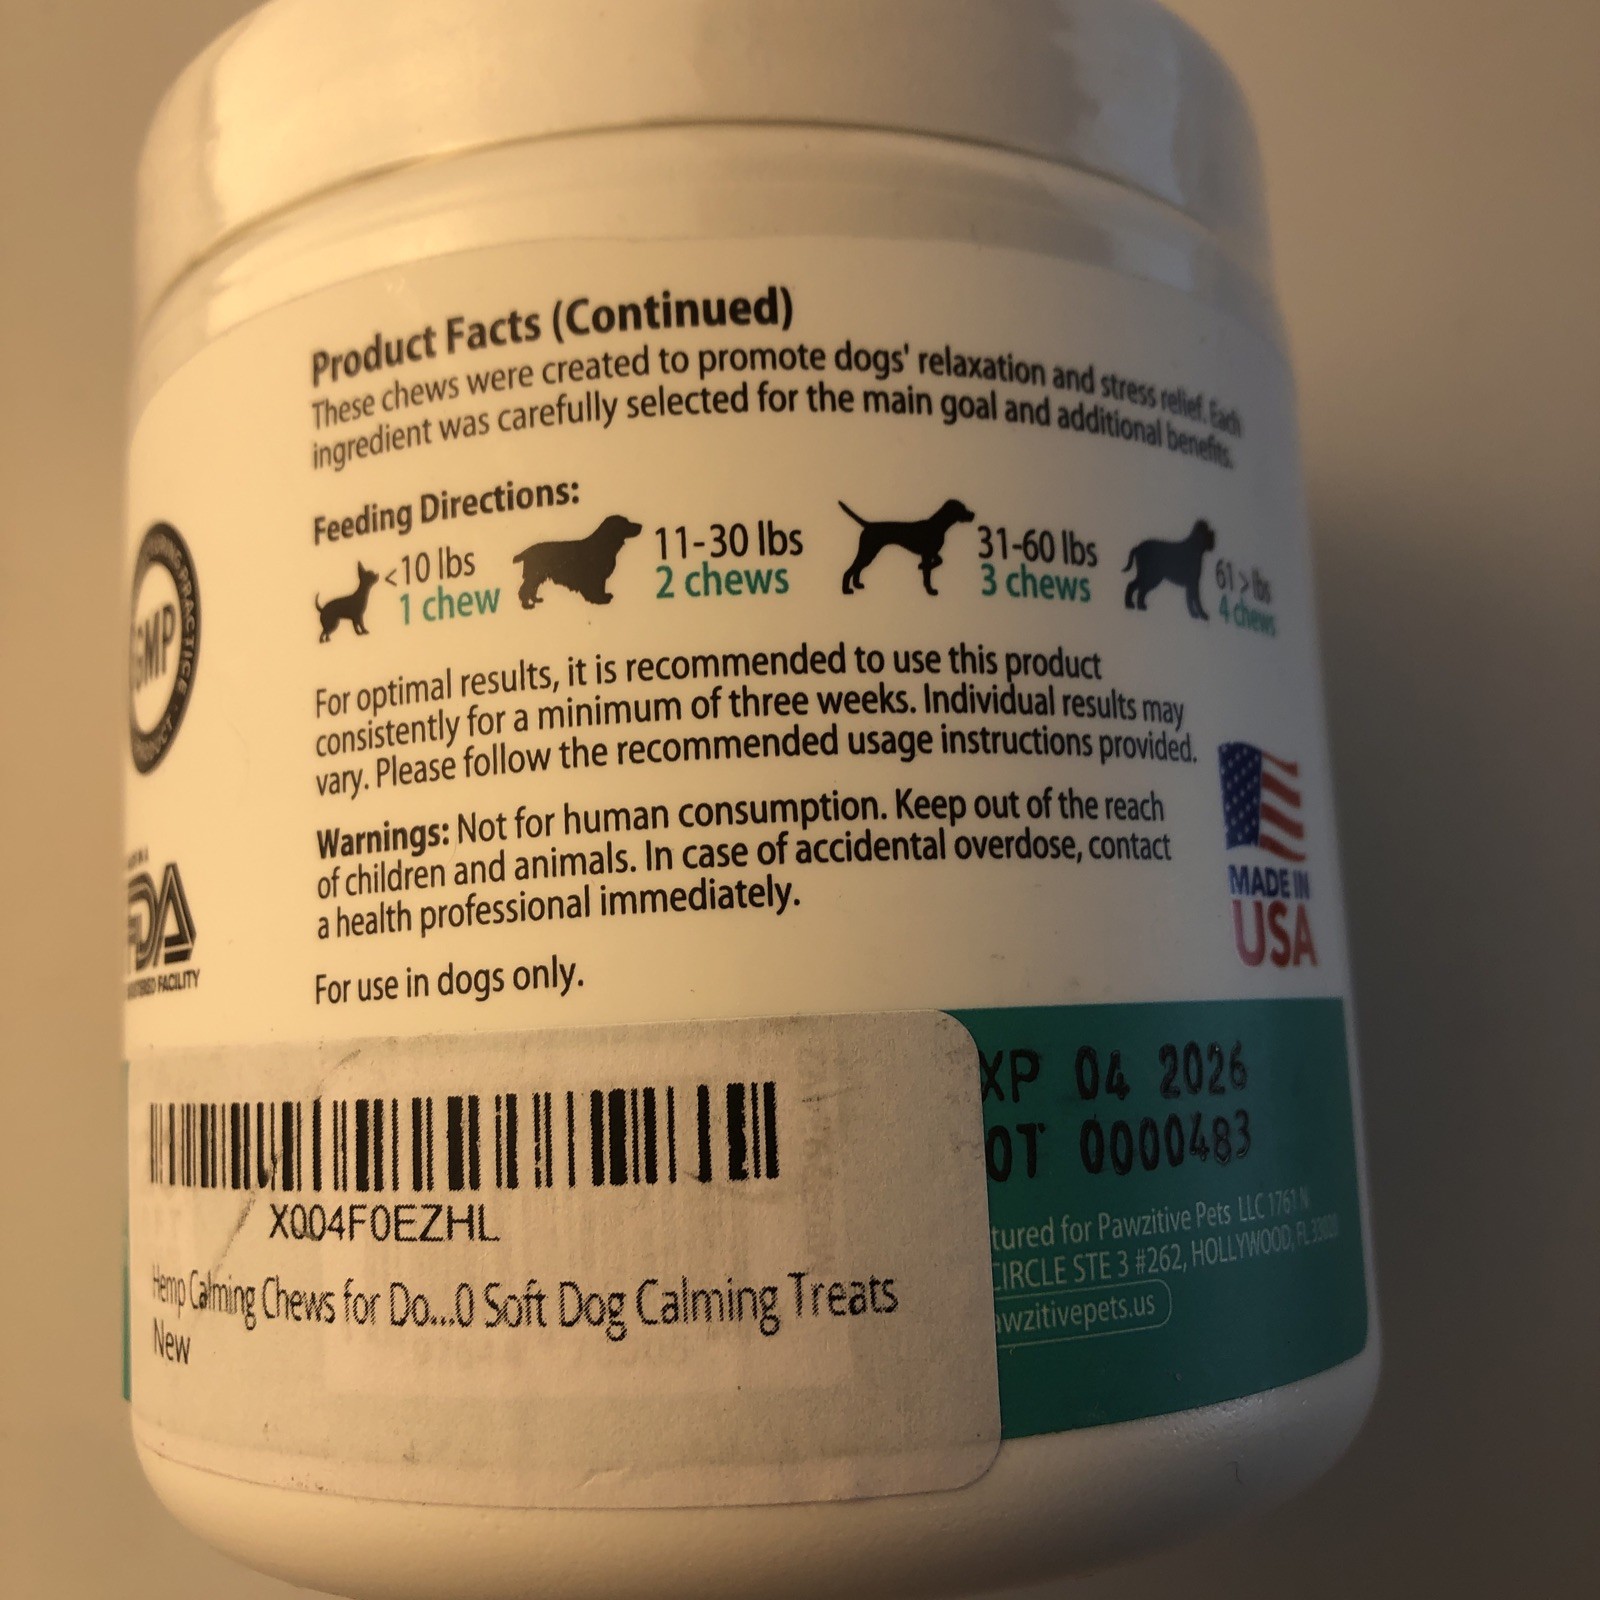 Product Facts (Continued)
These chews were created to promote dogs' relaxation and stress relief. Each
ingredient was carefully selected for the main goal and additional benefits.
Feeding Directions:
<10 lbs
1 chew
11-30 lbs
2 chews
31-60 lbs
3 chews
61 > lbs
4 chews
For optimal results, it is recommended to use this product
consistently for a minimum of three weeks. Individual results may
vary. Please follow the recommended usage instructions provided.
Warnings: Not for human consumption. Keep out of the reach
of children and animals. In case of accidental overdose, contact
a health professional immediately.
For use in dogs only.
GMP
PRACTICE
FDA
FACILITY
MADE IN
USA
XP 04 2026
OT 0000483
tured for Pawzitive Pets LLC 1761 N
CIRCLE STE 3 #262, HOLLYWOOD, FL
awzitivepets.us
X004F0EZHL
Hemp Calming Chews for Do...0 Soft Dog Calming Treats
New